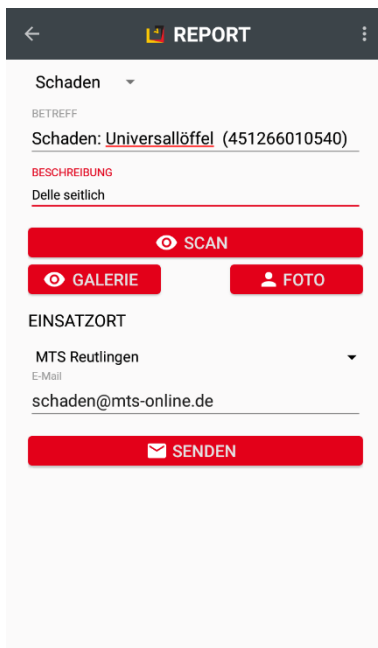 REPORT
Schaden
BETREFF
Schaden: Universallöffel (451266010540)
BESCHREIBUNG
Delle seitlich
SCAN
GALERIE
FOTO
EINSATZORT
MTS Reutlingen
E-Mail
schaden@mts-online.de
SENDEN